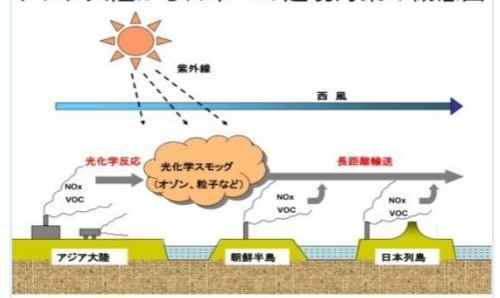 紫外線
西 風
光化学反応
光化学スモッグ
(オゾン、粒子など)
長距離輸送
NOx
VOC
NOx
VOC
NOx
VOC
アジア大陸
朝鮮半島
日本列島